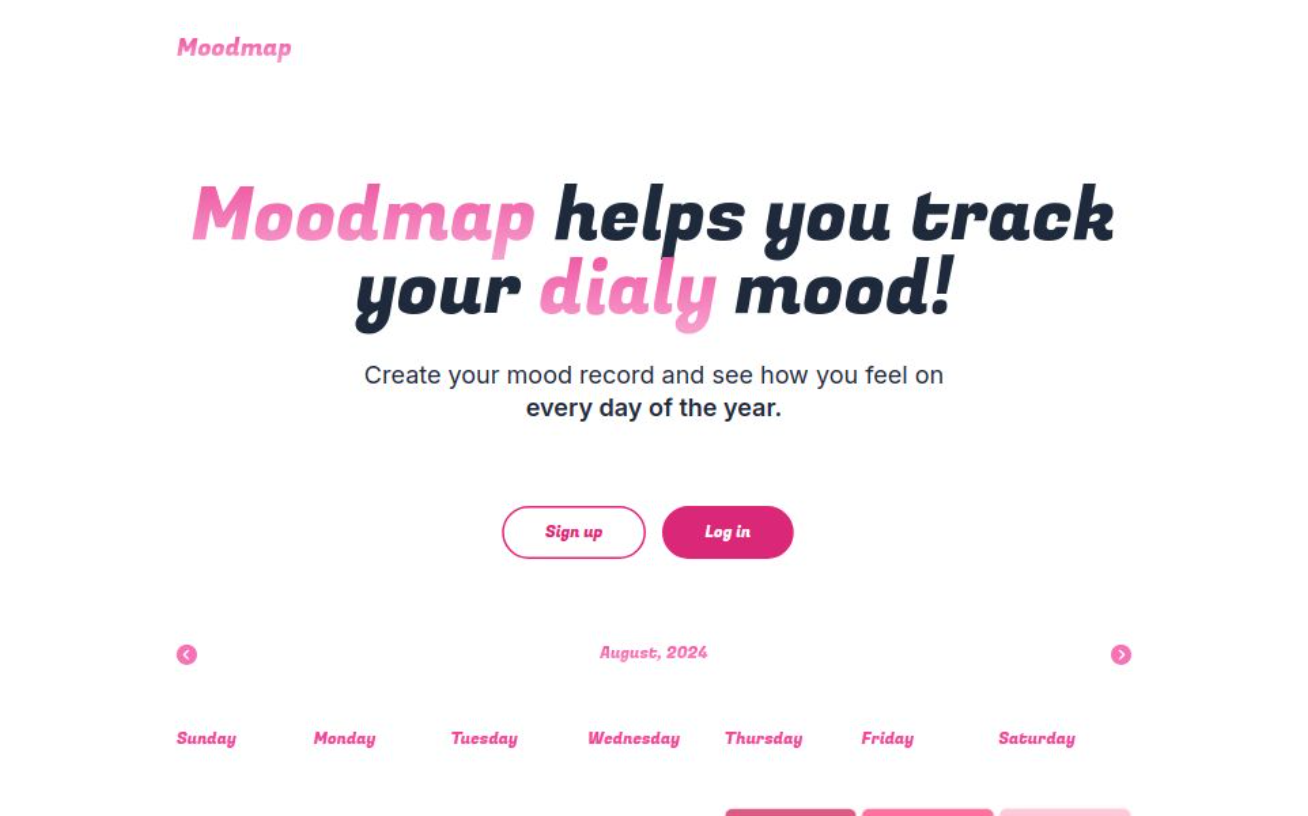 Moodmap
Moodmap helps you track
your dialy mood!
Create your mood record and see how you feel on
every day of the year.
Sign up
Log in
August, 2024
Sunday
Monday
Tuesday
Wednesday
Thursday
Friday
Saturday